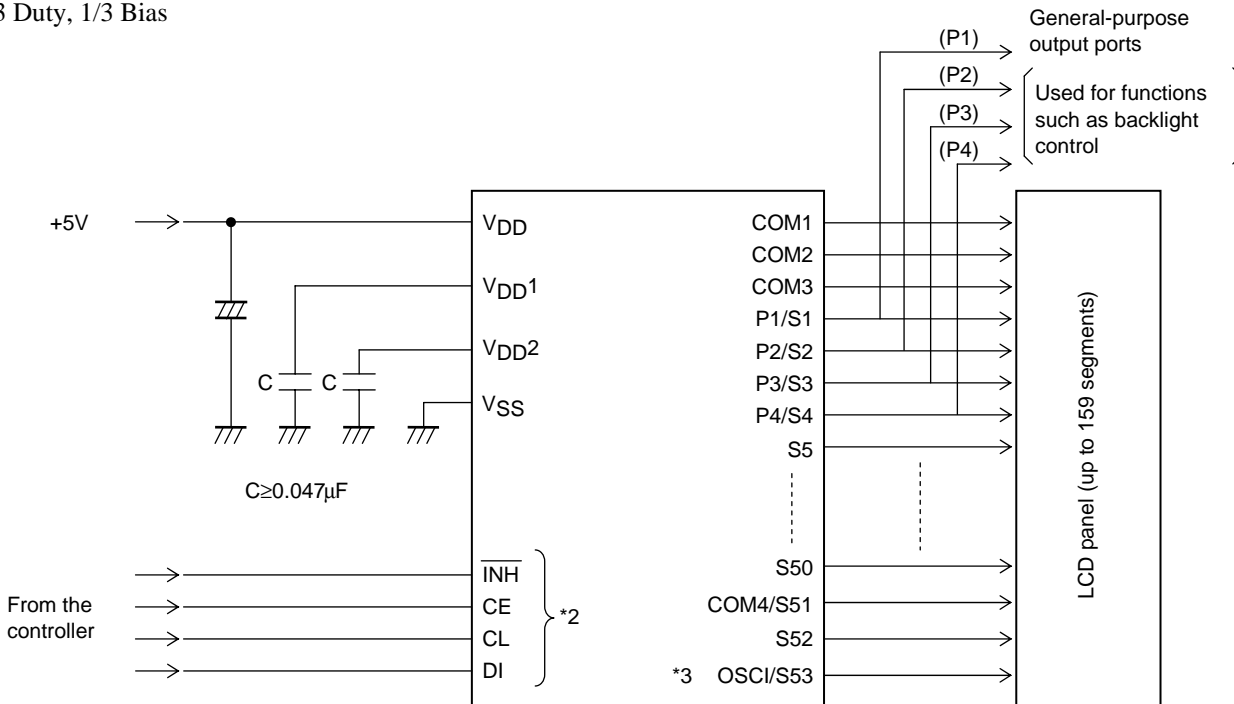 3 Duty, 1/3 Bias
General-purpose
output ports
(P1)
(P2)
(P3)
(P4)
Used for functions
such as backlight
control
+5V
VDD
VDD1
VDD2
VSS
C
C
C≥0.047μF
From the
controller
INH
CE
CL
DI
*2
COM1
COM2
COM3
P1/S1
P2/S2
P3/S3
P4/S4
S5
S50
COM4/S51
S52
*3 OSCI/S53
LCD panel (up to 159 segments)